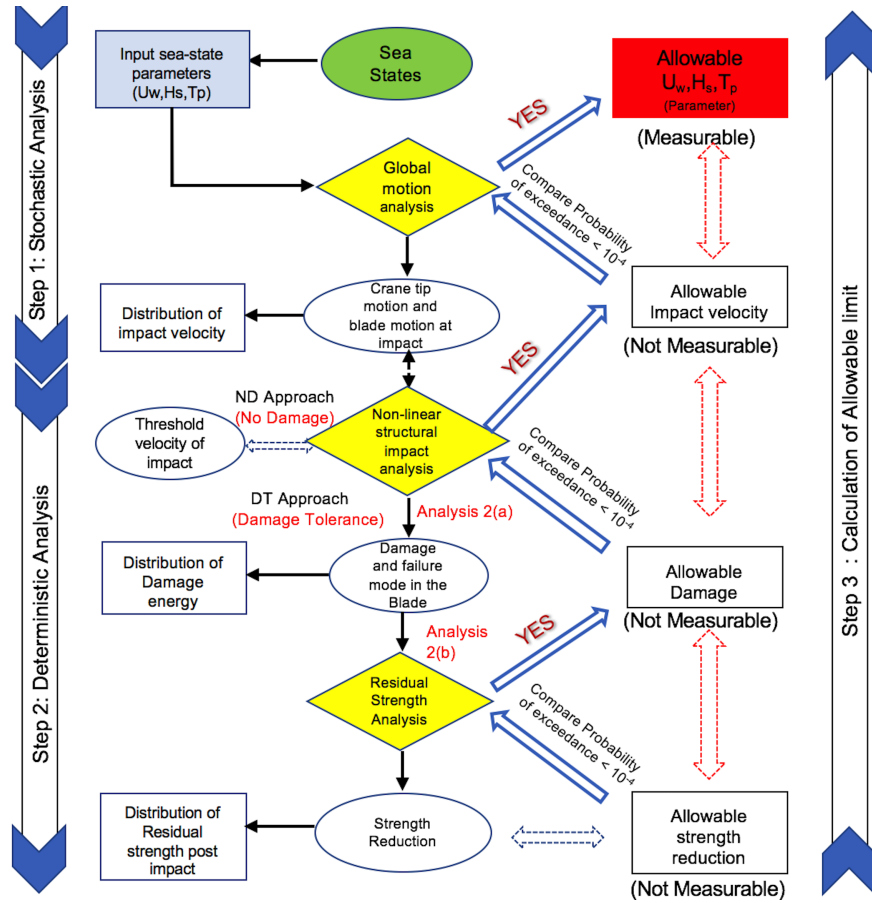 Step 1: Stochastic Analysis
Step 2: Deterministic Analysis
Input sea-state
parameters
(Uw,Hs,Tp)
Sea
States
Allowable
Uw,Hs,Tp
(Parameter)
(Measurable)
YES
Global
motion
analysis
Compare Probability
of exceedance < 10-4
Distribution of
impact velocity
Crane tip
motion and
blade motion at
impact
Allowable
Impact velocity
(Not Measurable)
YES
ND Approach
(No Damage)
Threshold
velocity of
impact
Non-linear
structural
impact
analysis
Compare Probability
of exceedance < 10-4
DT Approach
(Damage Tolerance)
Analysis 2(a)
Distribution of
Damage
energy
Damage
and failure
mode in the
Blade
Allowable
Damage
(Not Measurable)
Analysis
2(b)
YES
Residual
Strength
Analysis
Compare Probability
of exceedance < 10-4
Distribution of
Residual
strength post
impact
Strength
Reduction
Allowable
strength
reduction
(Not Measurable)
Step 3 : Calculation of Allowable limit